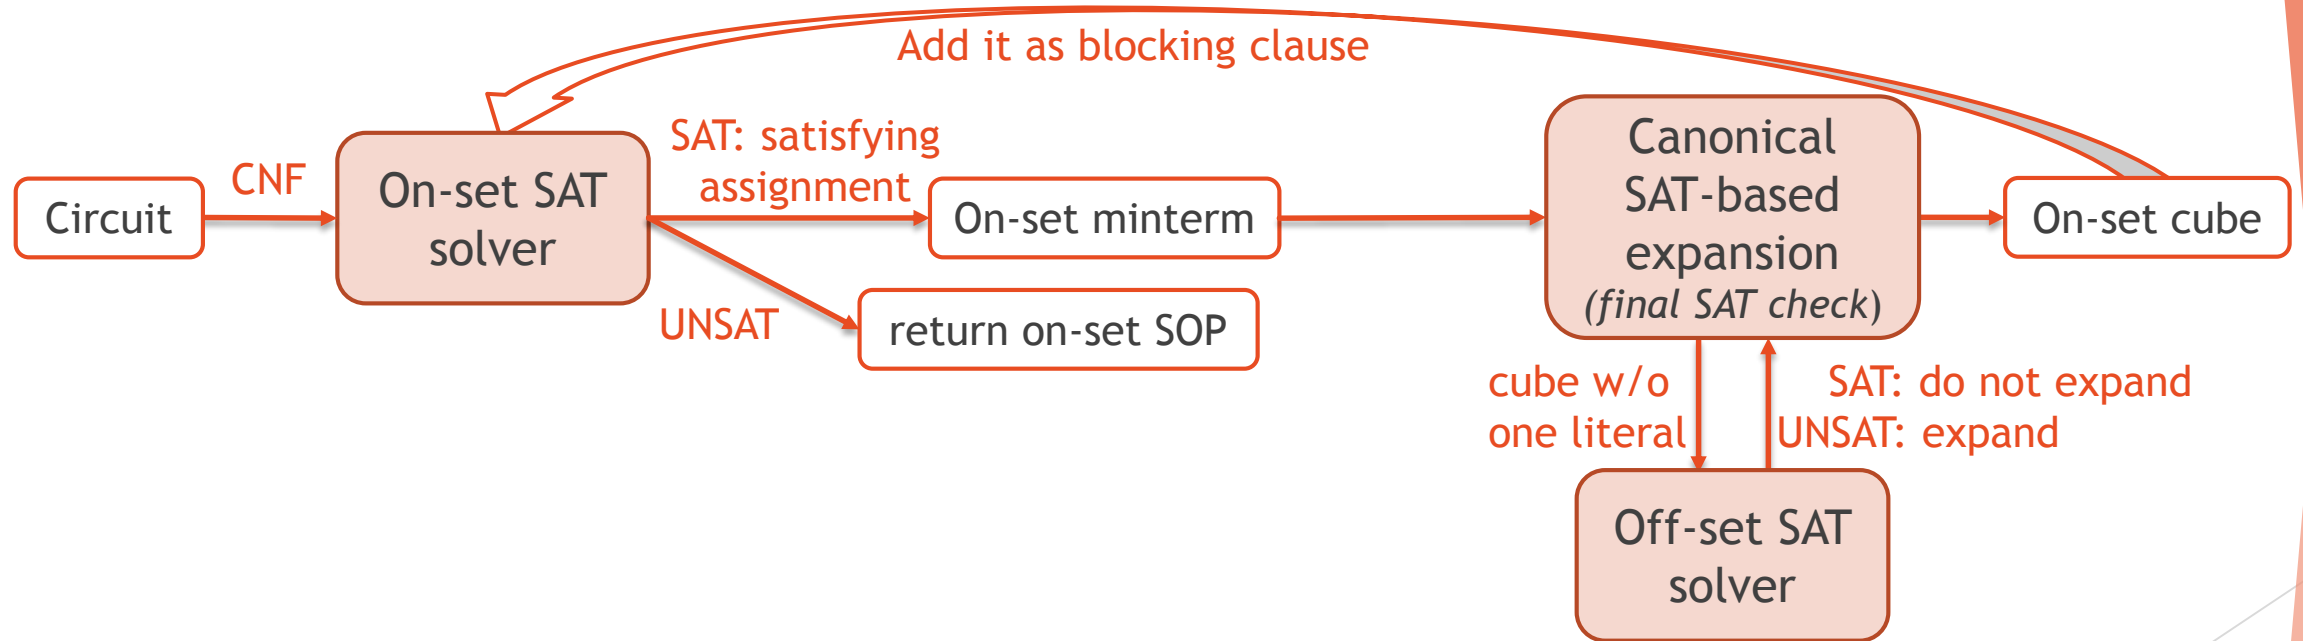 Add it as blocking clause
Circuit
CNF
On-set SAT
solver
SAT: satisfying
assignment
UNSAT
On-set minterm
return on-set SOP
Canonical
SAT-based
expansion
(final SAT check)
On-set cube
cube w/o
one literal
SAT: do not expand
UNSAT: expand
Off-set SAT
solver